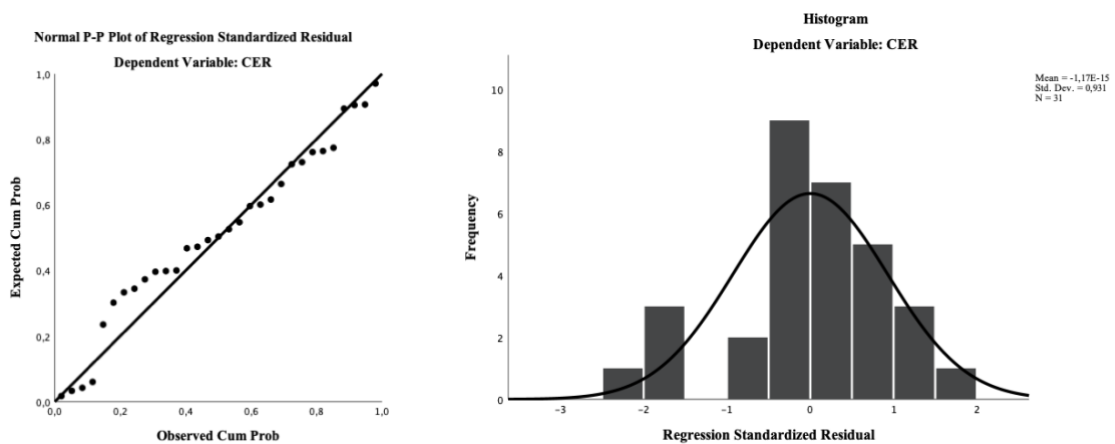 Normal P-P Plot of Regression Standardized Residual
Dependent Variable: CER
1,0
0,8
0,6
0,4
0,2
0,0
0,0 0,2 0,4 0,6 0,8 1,0
Expected Cum Prob
Observed Cum Prob
Histogram
Dependent Variable: CER
Mean = -1,17E-15
Std. Dev. = 0,931
N = 31
10
8
6
4
2
0
-3 -2 -1 0 1 2
Frequency
Regression Standardized Residual